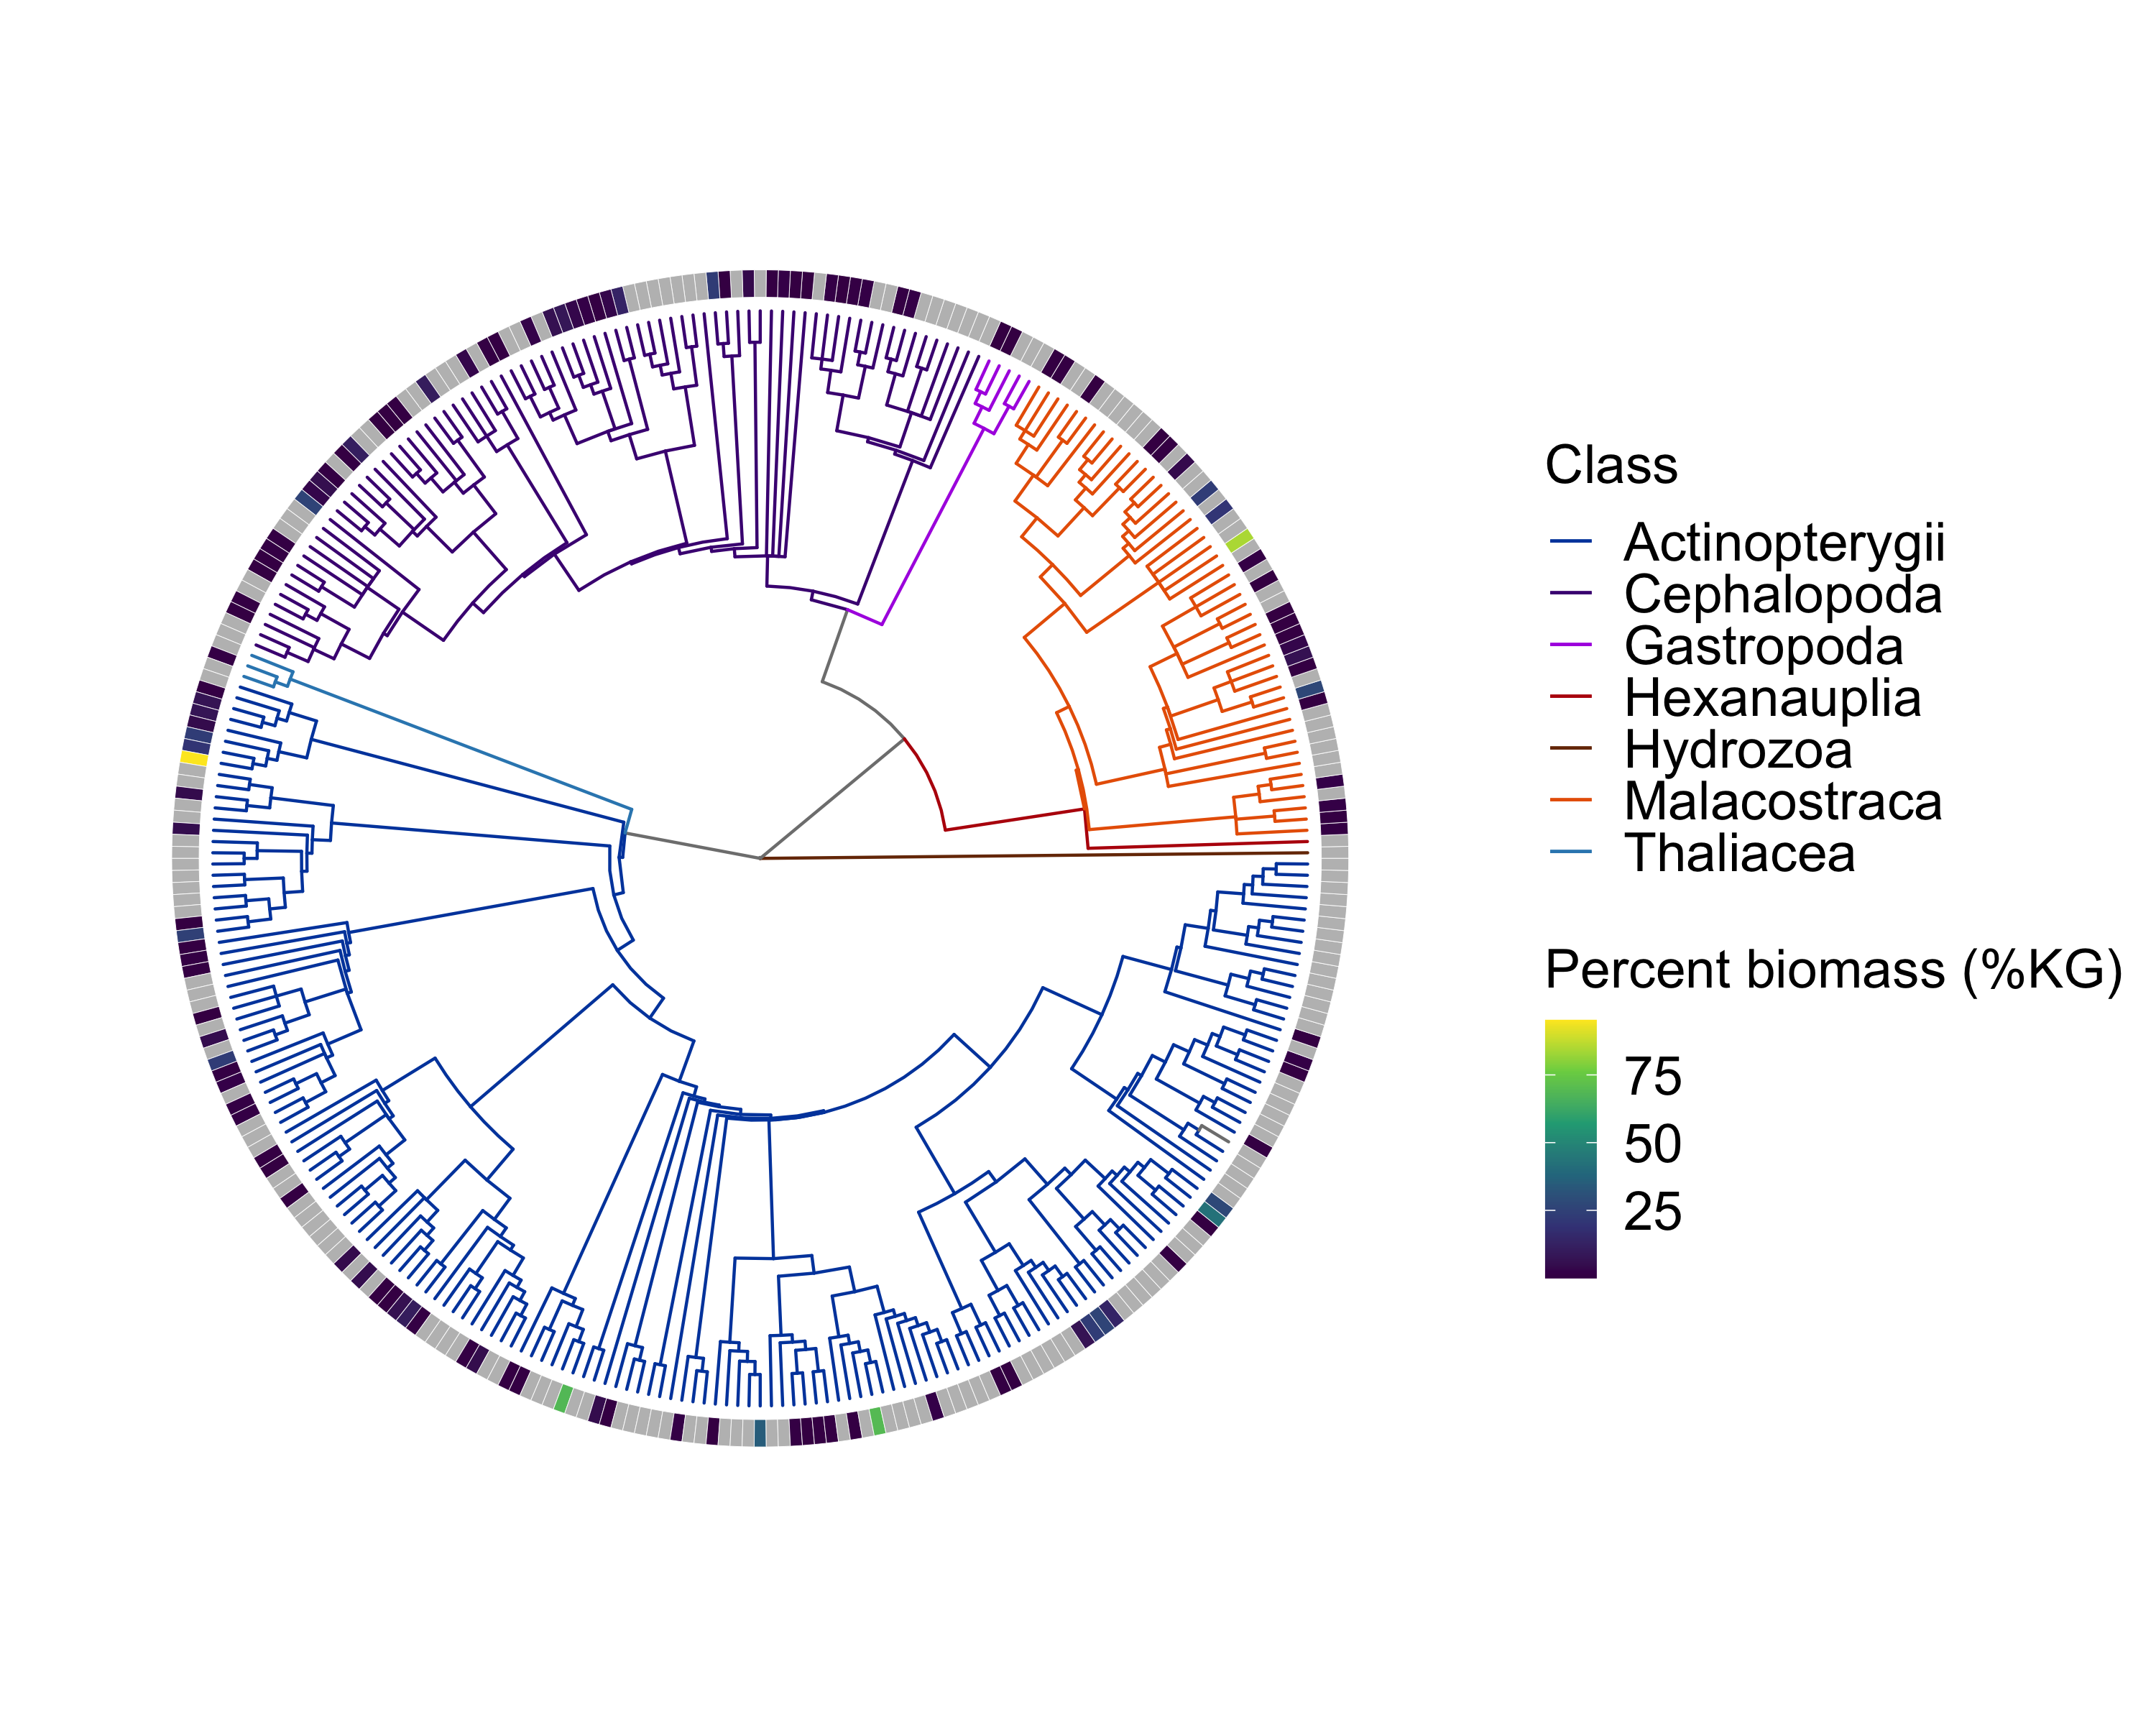 Class
Actinopterygii
Cephalopoda
Gastropoda
Hexanauplia
Hydrozoa
Malacostraca
Thaliacea
Percent biomass (%KG)
75
50
25